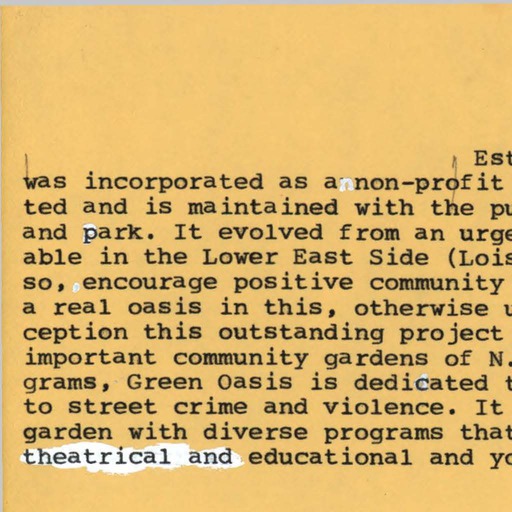 Est
was incorporated as a non-profit
ted and is maintained with the pu
and park. It evolved from an urge
able in the Lower East Side (Lois
so, encourage positive community
a real oasis in this, otherwise u
ception this outstanding project
important community gardens of N.
grams, Green Oasis is dedicated t
to street crime and violence. It
garden with diverse programs that
theatrical and educational and yo